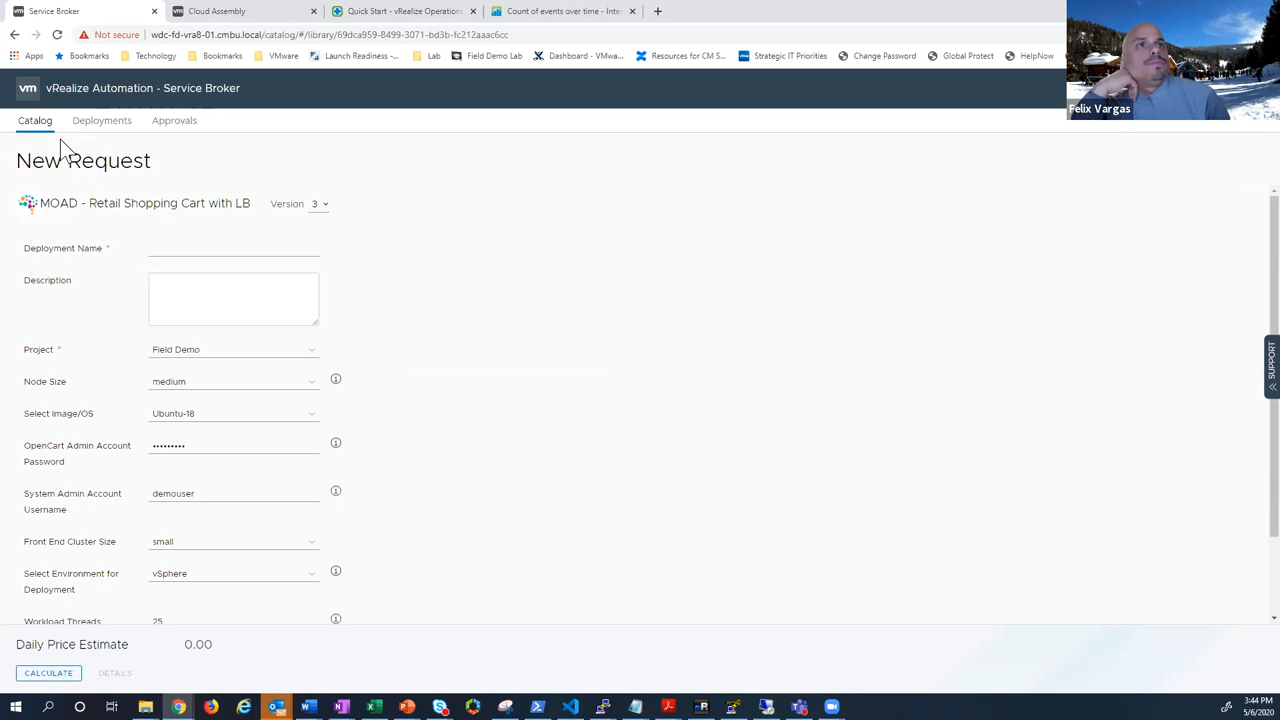 Service Broker
Cloud Assembly
Quick Start - vRealize Operation
Count of events over time - Inte
Not secure
wdc-fd-vra8-01.cmbu.local/catalog/#/library/69dca959-8499-3071-bd3b-fc212aaac6cc
Apps
Bookmarks
Technology
Bookmarks
VMware
Launch Readiness -...
Lab
Field Demo Lab
Dashboard - VMwa...
Resources for CM S...
Strategic IT Priorities
Change Password
Global Protect
HelpNow
vm
vRealize Automation - Service Broker
Felix Vargas
Catalog
Deployments
Approvals
New Request
MOAD - Retail Shopping Cart with LB
Version 3
Deployment Name *
Description
Project *
Field Demo
Node Size
medium
Select Image/OS
Ubuntu-18
OpenCart Admin Account
Password
•••••••••
System Admin Account
Username
demouser
Front End Cluster Size
small
Select Environment for
Deployment
vSphere
Workload Threads
25
SUPPORT
Daily Price Estimate
0.00
CALCULATE
DETAILS
3:44 PM
5/6/2020